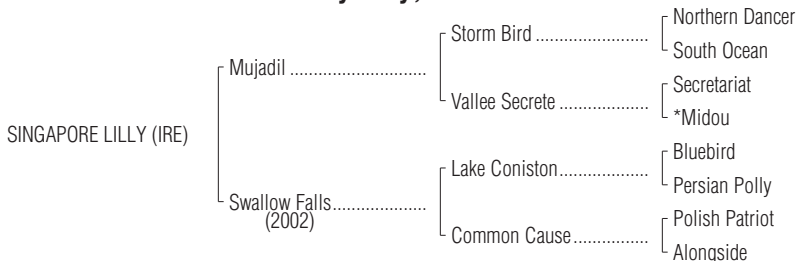 Northern Dancer
Storm Bird ........................
South Ocean
Mujadil .............................
Secretariat
Vallee Secrete ...................
*Midou
SINGAPORE LILLY (IRE)
Bluebird
Lake Coniston...................
Persian Polly
Swallow Falls....................
(2002)
Polish Patriot
Common Cause................
Alongside